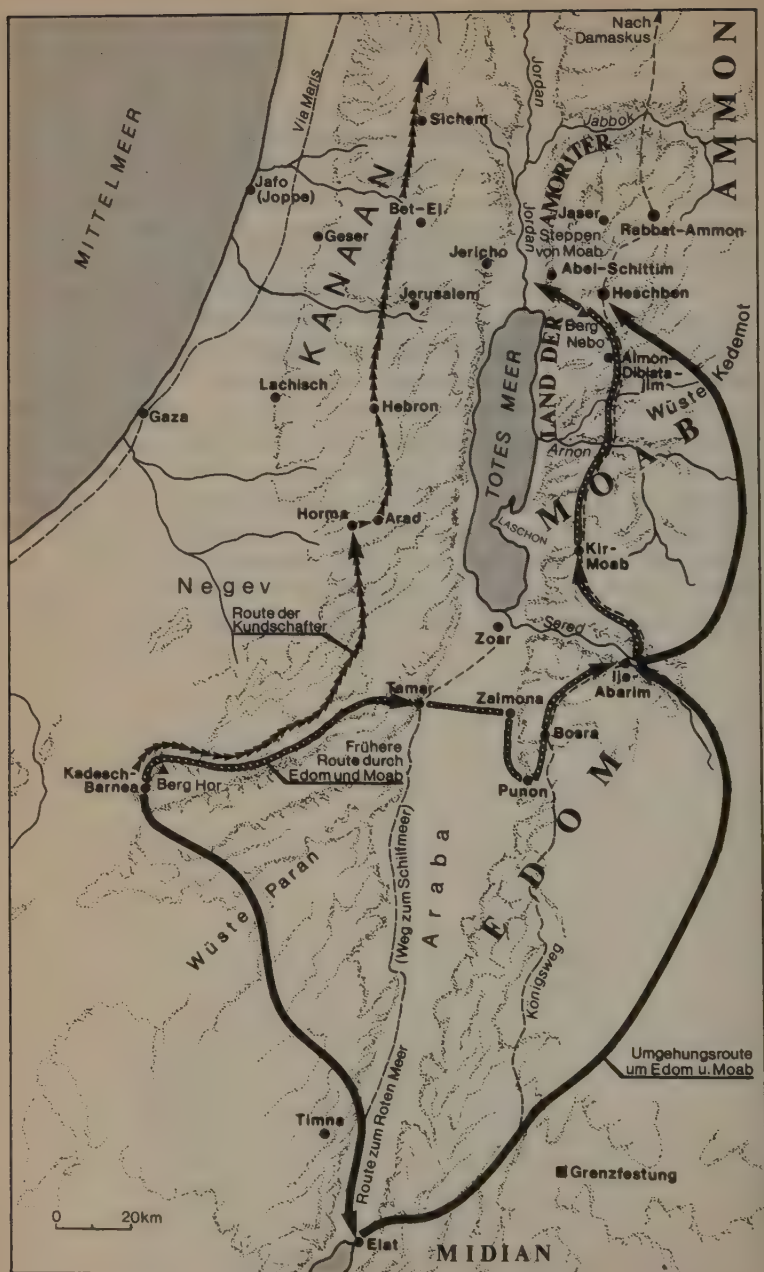 Nach
Damaskus
AMMON
Jordan
Via Maris
MITTELMEER
Sichem
Jabbok
AMORITER
Jafo
(Joppe)
Bet-El
Jordan
Jaser
Rabbat-Ammon
Steppen
von Moab
Geser
Jericho
Abel-Schittim
KANAAN
Jerusalem
Heschbon
Berg
Nebo
Almon-
Diblata-
jim
LAND DER
Wüste Kedemot
TOTES MEER
Lachisch
Hebron
Gaza
Arnon
MOAB
Horma
Arad
LASCHON
Kir-
Moab
Negev
Route der
Kundschafter
Zoar
Sered
Ije-
Abarim
Tamar
Zalmona
Bosra
Frühere
Route durch
Edom und Moab
Kadesch-
Barnea
Berg Hor
Punon
EDOM
Wüste Paran
Araba
(Weg zum Schilfmeer)
Königsweg
Umgehungsroute
um Edom u. Moab
Timna
Route zum Roten Meer
Grenzfestung
0 20km
Elat
MIDIAN